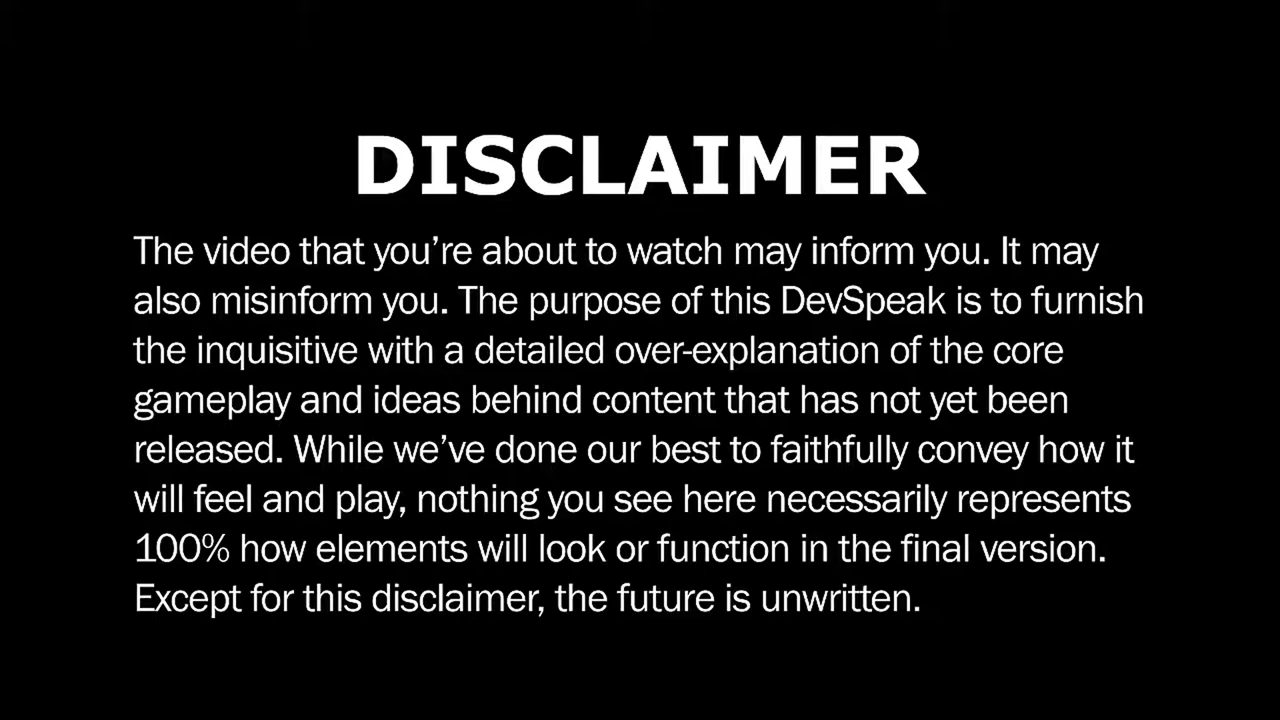 DISCLAIMER
The video that you’re about to watch may inform you. It may
also misinform you. The purpose of this DevSpeak is to furnish
the inquisitive with a detailed over-explanation of the core
gameplay and ideas behind content that has not yet been
released. While we’ve done our best to faithfully convey how it
will feel and play, nothing you see here necessarily represents
100% how elements will look or function in the final version.
Except for this disclaimer, the future is unwritten.